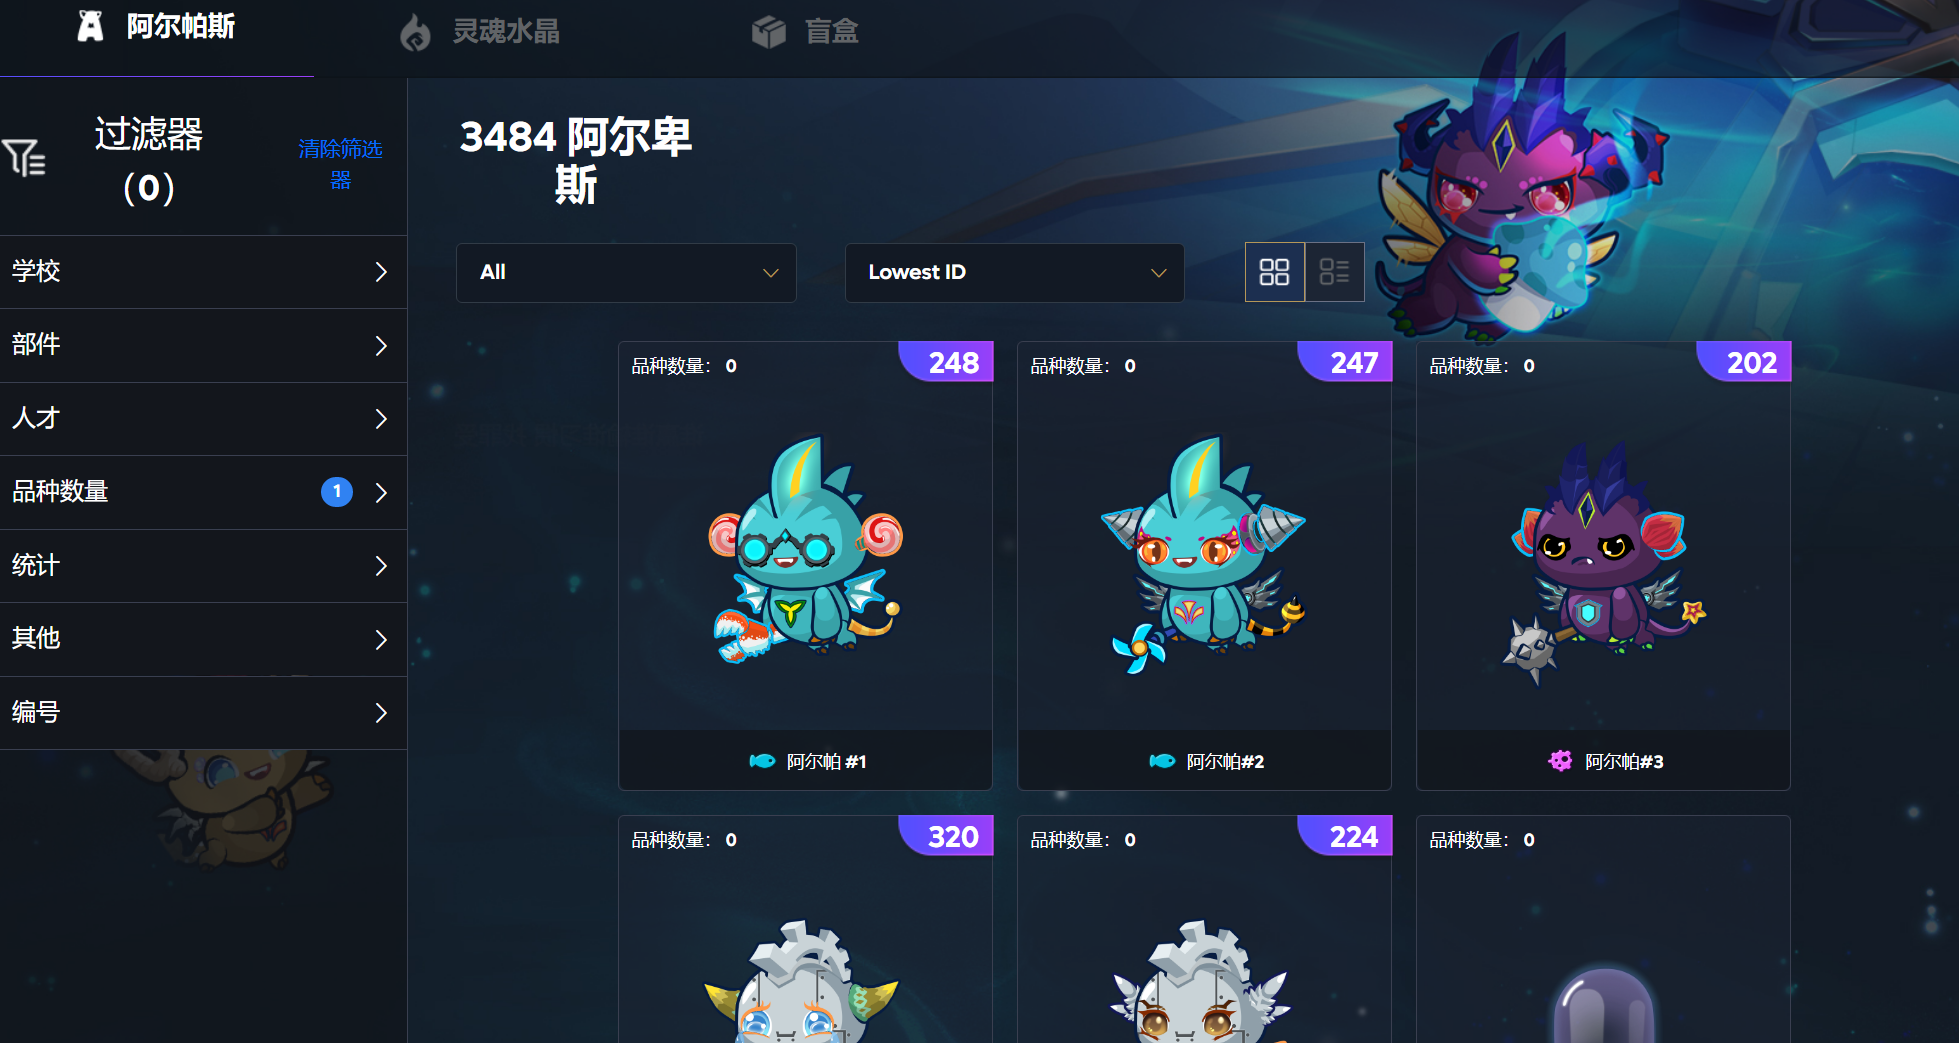 阿尔帕斯
灵魂水晶
盲盒
过滤器
（0）
清除筛选
器
学校
部件
人才
品种数量 1
统计
其他
编号
3484 阿尔卑
斯
All
Lowest ID
品种数量： 0
248
品种数量： 0
247
品种数量： 0
202
阿尔帕 #1
阿尔帕#2
阿尔帕#3
品种数量： 0
320
品种数量： 0
224
品种数量： 0